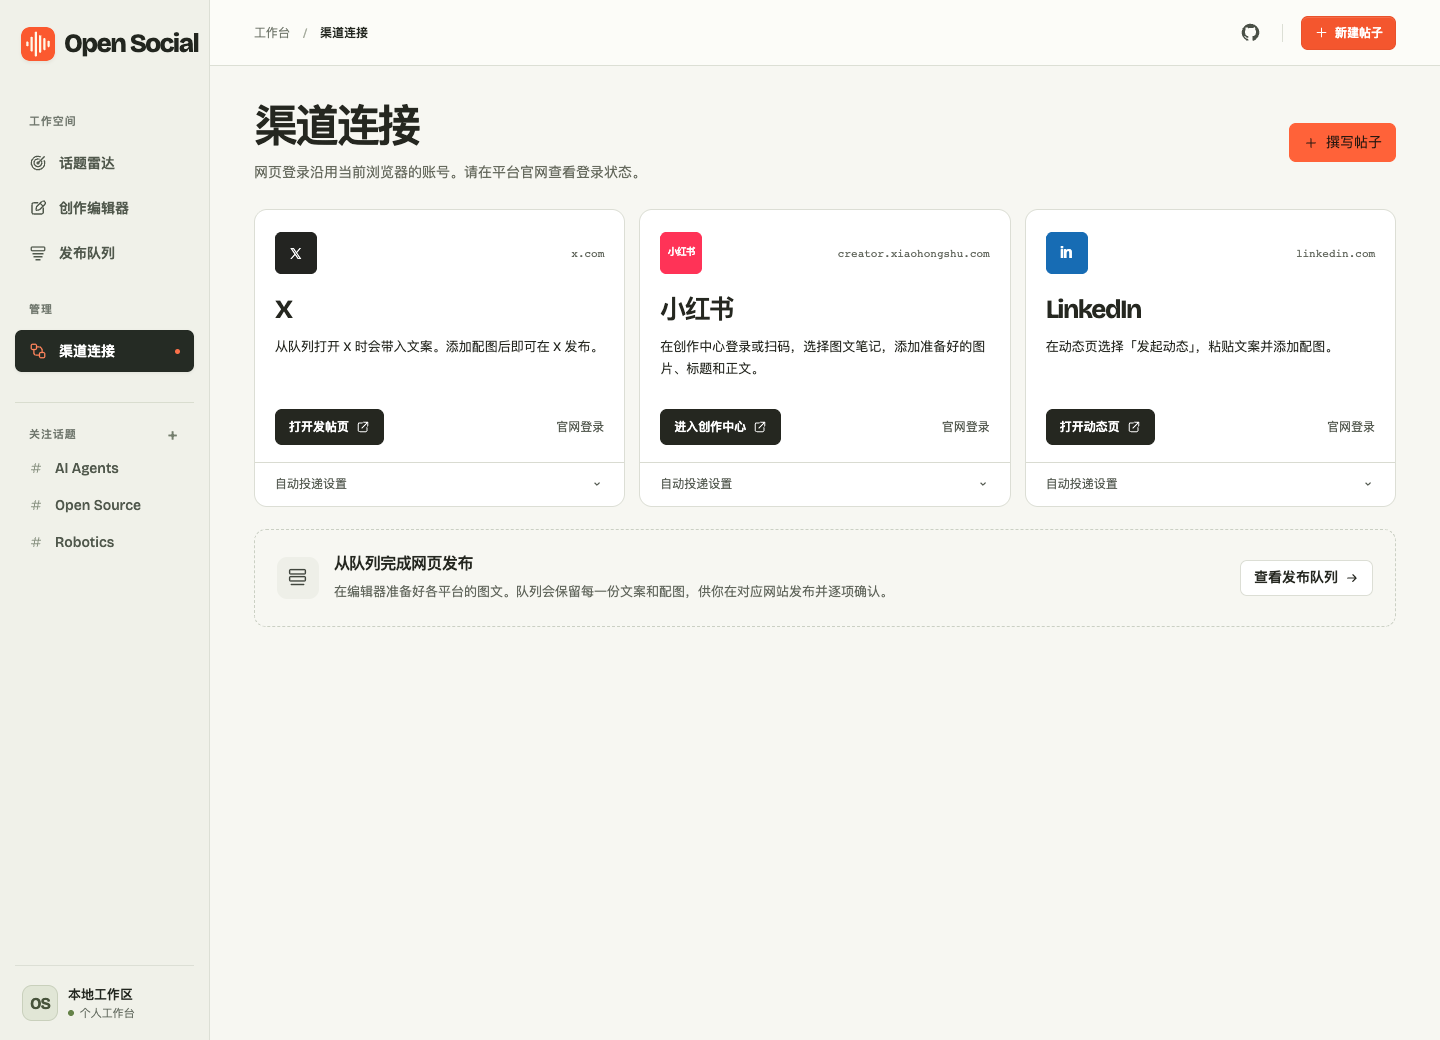 Open Social
工作空间
话题雷达
创作编辑器
发布队列
管理
渠道连接
关注话题 +
# AI Agents
# Open Source
# Robotics
OS
本地工作区
个人工作台
工作台 / 渠道连接
+ 新建帖子
渠道连接
网页登录沿用当前浏览器的账号。请在平台官网查看登录状态。
+ 撰写帖子
X
x.com
X
从队列打开 X 时会带入文案。添加配图后即可在 X 发布。
打开发帖页
官网登录
自动投递设置
小红书
creator.xiaohongshu.com
小红书
在创作中心登录或扫码，选择图文笔记，添加准备好的图
片、标题和正文。
进入创作中心
官网登录
自动投递设置
in
linkedin.com
LinkedIn
在动态页选择「发起动态」，粘贴文案并添加配图。
打开动态页
官网登录
自动投递设置
从队列完成网页发布
在编辑器准备好各平台的图文。队列会保留每一份文案和配图，供你在对应网站发布并逐项确认。
查看发布队列 →